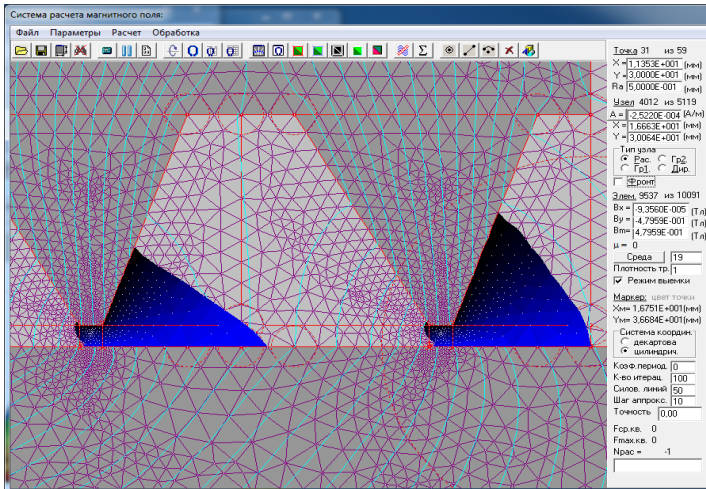 Система расчета магнитного поля:
Файл Параметры Расчет Обработка
Точка 31 из 59
X = 1,1353E+001 (мм)
Y = 3,0000E+001 (мм)
Ra 5,0000E-001 (мм)
Узел 4012 из 5119
A = -2,5220E-004 (А/м)
X = 1,6663E+001 (мм)
Y = 3,0064E+001 (мм)
Тип узла
Рас. Гр2.
Гр1. Дир.
Фронт
Элем. 9537 из 10091
Bx = -9,3560E-005 (Тл)
By = -4,7959E-001 (Тл)
Bm = 4,7959E-001 (Тл)
μ = 0
Среда 19
Плотность тр. 1
Режим выемки
Маркер: цвет точки
Xм= 1,6751E+001(мм)
Yм= 3,6684E+001(мм)
Система координ.
декартова
цилиндрич.
Коэф.период. 0
К-во итерац. 100
Силов. линий 50
Шаг аппрокс. 10
Точность 0,00
Fср.кв. 0
Fmax.кв. 0
Npac = -1